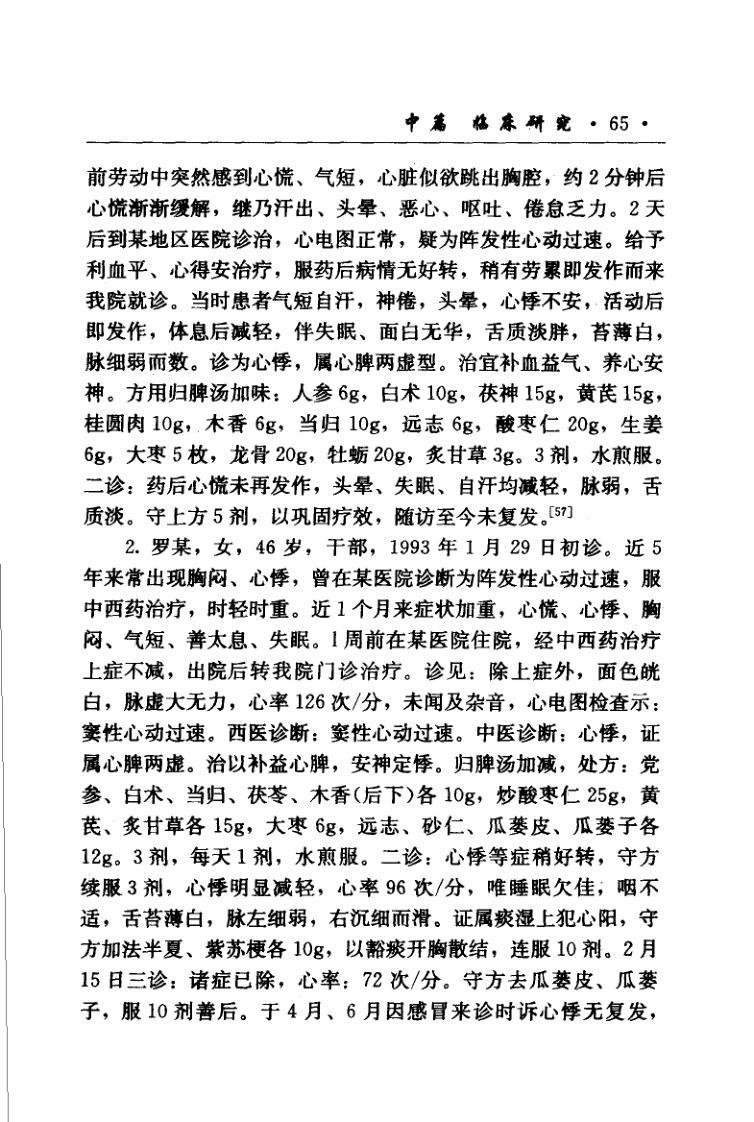 中篇 临床研究 · 65 ·
前劳动中突然感到心慌、气短，心脏似欲跳出胸腔，约 2 分钟后
心慌渐渐缓解，继乃汗出、头晕、恶心、呕吐、倦怠乏力。2 天
后到某地区医院诊治，心电图正常，疑为阵发性心动过速。给予
利血平、心得安治疗，服药后病情无好转，稍有劳累即发作而来
我院就诊。当时患者气短自汗，神倦，头晕，心悸不安，活动后
即发作，体息后减轻，伴失眠、面白无华，舌质淡胖，苔薄白，
脉细弱而数。诊为心悸，属心脾两虚型。治宜补血益气、养心安
神。方用归脾汤加味：人参 6g，白术 10g，茯神 15g，黄芪 15g，
桂圆肉 10g，木香 6g，当归 10g，远志 6g，酸枣仁 20g，生姜
6g，大枣 5 枚，龙骨 20g，牡蛎 20g，炙甘草 3g。3 剂，水煎服。
二诊：药后心慌未再发作，头晕、失眠、自汗均减轻，脉弱，舌
质淡。守上方 5 剂，以巩固疗效，随访至今未复发。[57]
2. 罗某，女，46 岁，干部，1993 年 1 月 29 日初诊。近 5
年来常出现胸闷、心悸，曾在某医院诊断为阵发性心动过速，服
中西药治疗，时轻时重。近 1 个月来症状加重，心慌、心悸、胸
闷、气短、善太息、失眠。1 周前在某医院住院，经中西药治疗
上症不减，出院后转我院门诊治疗。诊见：除上症外，面色㿠
白，脉虚大无力，心率 126 次/分，未闻及杂音，心电图检查示：
窦性心动过速。西医诊断：窦性心动过速。中医诊断：心悸，证
属心脾两虚。治以补益心脾，安神定悸。归脾汤加减，处方：党
参、白术、当归、茯苓、木香(后下)各 10g，炒酸枣仁 25g，黄
芪、炙甘草各 15g，大枣 6g，远志、砂仁、瓜蒌皮、瓜蒌子各
12g。3 剂，每天 1 剂，水煎服。二诊：心悸等症稍好转，守方
续服 3 剂，心悸明显减轻，心率 96 次/分，唯睡眠欠佳，咽不
适，舌苔薄白，脉左细弱，右沉细而滑。证属痰湿上犯心阳，守
方加法半夏、紫苏梗各 10g，以豁痰开胸散结，连服 10 剂。2 月
15 日三诊：诸症已除，心率：72 次/分。守方去瓜蒌皮、瓜蒌
子，服 10 剂善后。于 4 月、6 月因感冒来诊时诉心悸无复发，